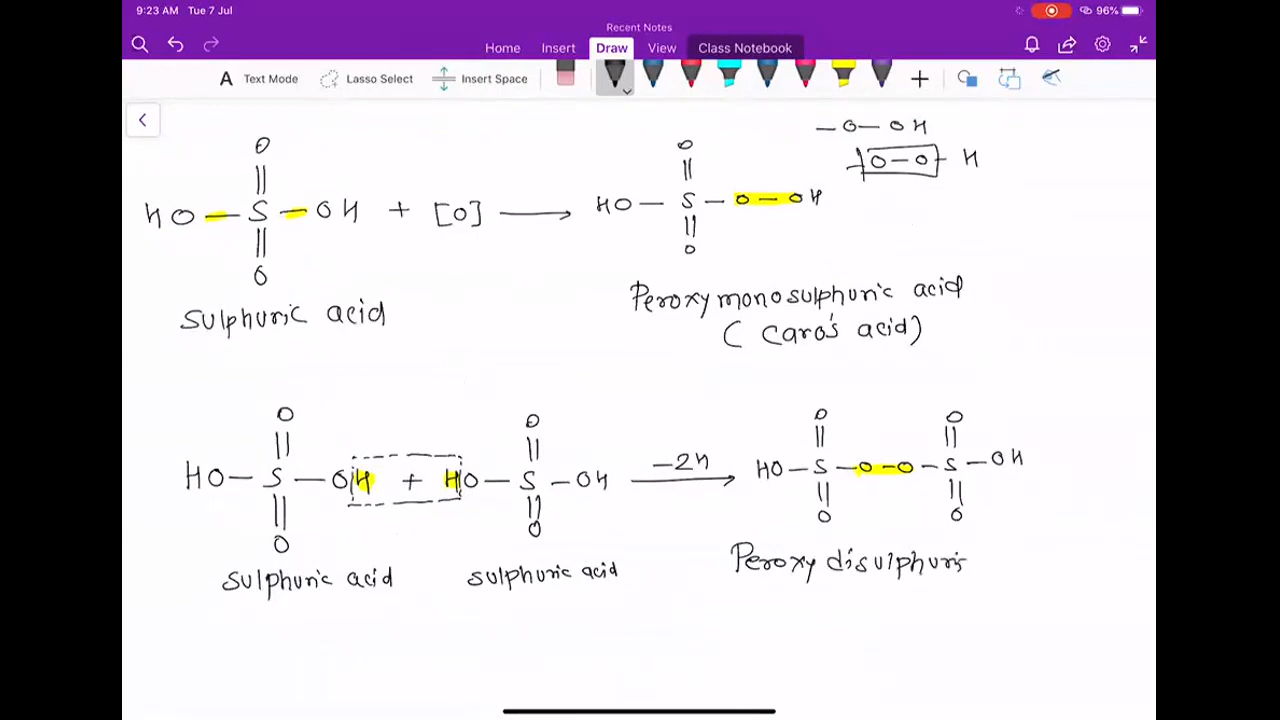 9:23 AM Tue 7 Jul
96%
Recent Notes
Home Insert Draw View Class Notebook
A Text Mode Lasso Select Insert Space
— O — OH
O — O — H
O
HO — S — OH + [O] →
O
Sulphuric acid
O
HO — S — O — OH
O
Peroxymonosulphuric acid
( Caro's acid)
O
HO — S — OH + HO — S — OH
O
O
O
−2H
O
O
HO — S — O — O — S — OH
O
O
Sulphuric acid
Sulphuric acid
Peroxy disulphuris